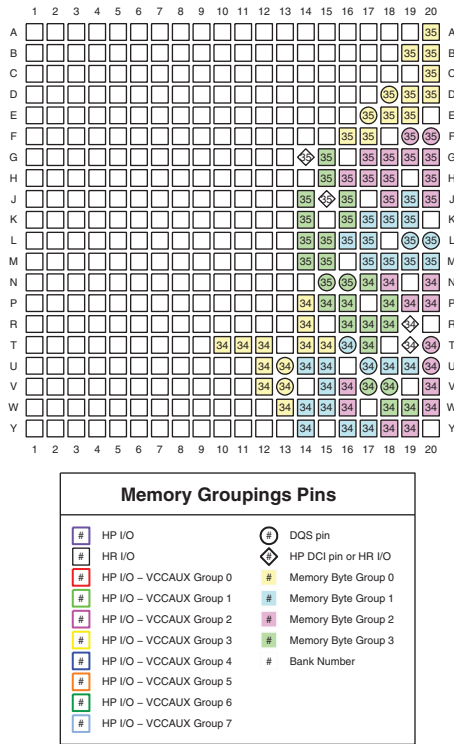 1 2 3 4 5 6 7 8 9 10 11 12 13 14 15 16 17 18 19 20
A 35 A
B 35 35 B
C 35 C
D 35 35 35 D
E 35 35 35 E
F 35 35 35 35 F
G 35 35 35 35 35 35 G
H 35 35 35 35 35 H
J 35 35 35 35 35 35 J
K 35 35 35 35 35 K
L 35 35 35 35 35 35 L
M 35 35 35 35 35 35 M
N 35 35 34 34 34 N
P 34 34 34 34 34 34 P
R 34 34 34 34 34 R
T 34 34 34 34 34 34 34 34 34 T
U 34 34 34 34 34 34 34 34 U
V 34 34 34 34 34 34 34 V
W 34 34 34 34 34 34 34 W
Y 34 34 34 34 34 Y
1 2 3 4 5 6 7 8 9 10 11 12 13 14 15 16 17 18 19 20
Memory Groupings Pins
# HP I/O
# HR I/O
# HP I/O – VCCAUX Group 0
# HP I/O – VCCAUX Group 1
# HP I/O – VCCAUX Group 2
# HP I/O – VCCAUX Group 3
# HP I/O – VCCAUX Group 4
# HP I/O – VCCAUX Group 5
# HP I/O – VCCAUX Group 6
# HP I/O – VCCAUX Group 7
# DQS pin
# HP DCI pin or HR I/O
# Memory Byte Group 0
# Memory Byte Group 1
# Memory Byte Group 2
# Memory Byte Group 3
# Bank Number